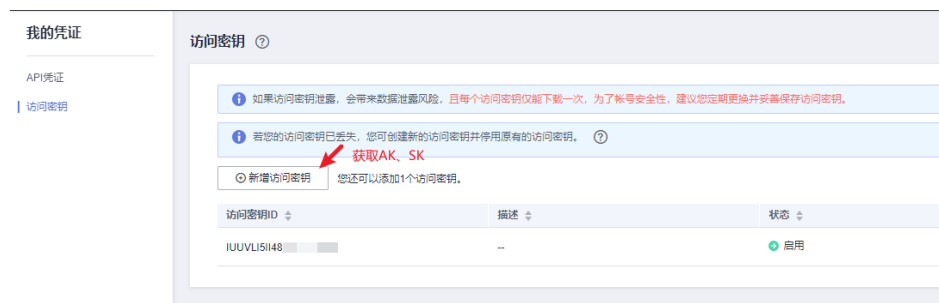 我的凭证
API凭证
访问密钥
访问密钥
如果访问密钥泄露，会带来数据泄露风险，且每个访问密钥仅能下载一次，为了帐号安全性，建议您定期更换并妥善保存访问密钥。
若您的访问密钥已丢失，您可创建新的访问密钥并停用原有的访问密钥。
获取AK、SK
新增访问密钥 您还可以添加1个访问密钥。
访问密钥ID 描述 状态
IUUVLI5II48 -- 启用